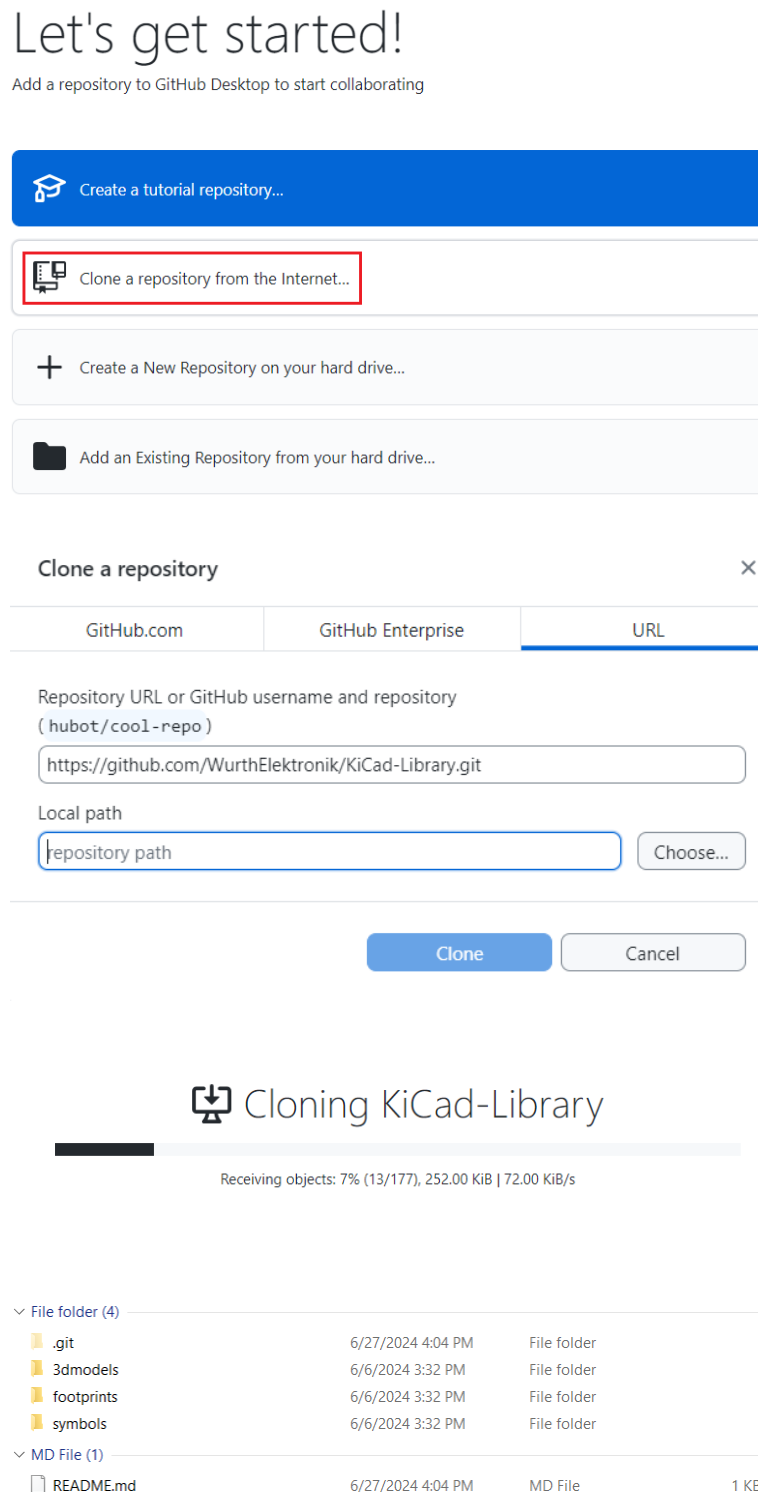 Let's get started!
Add a repository to GitHub Desktop to start collaborating
Create a tutorial repository...
Clone a repository from the Internet...
Create a New Repository on your hard drive...
Add an Existing Repository from your hard drive...
Clone a repository
GitHub.com GitHub Enterprise URL
Repository URL or GitHub username and repository
(hubot/cool-repo)
https://github.com/WurthElektronik/KiCad-Library.git
Local path
repository path Choose...
Clone Cancel
Cloning KiCad-Library
Receiving objects: 7% (13/177), 252.00 KiB | 72.00 KiB/s
File folder (4)
.git 6/27/2024 4:04 PM File folder
3dmodels 6/6/2024 3:32 PM File folder
footprints 6/6/2024 3:32 PM File folder
symbols 6/6/2024 3:32 PM File folder
MD File (1)
README.md 6/27/2024 4:04 PM MD File 1 KB